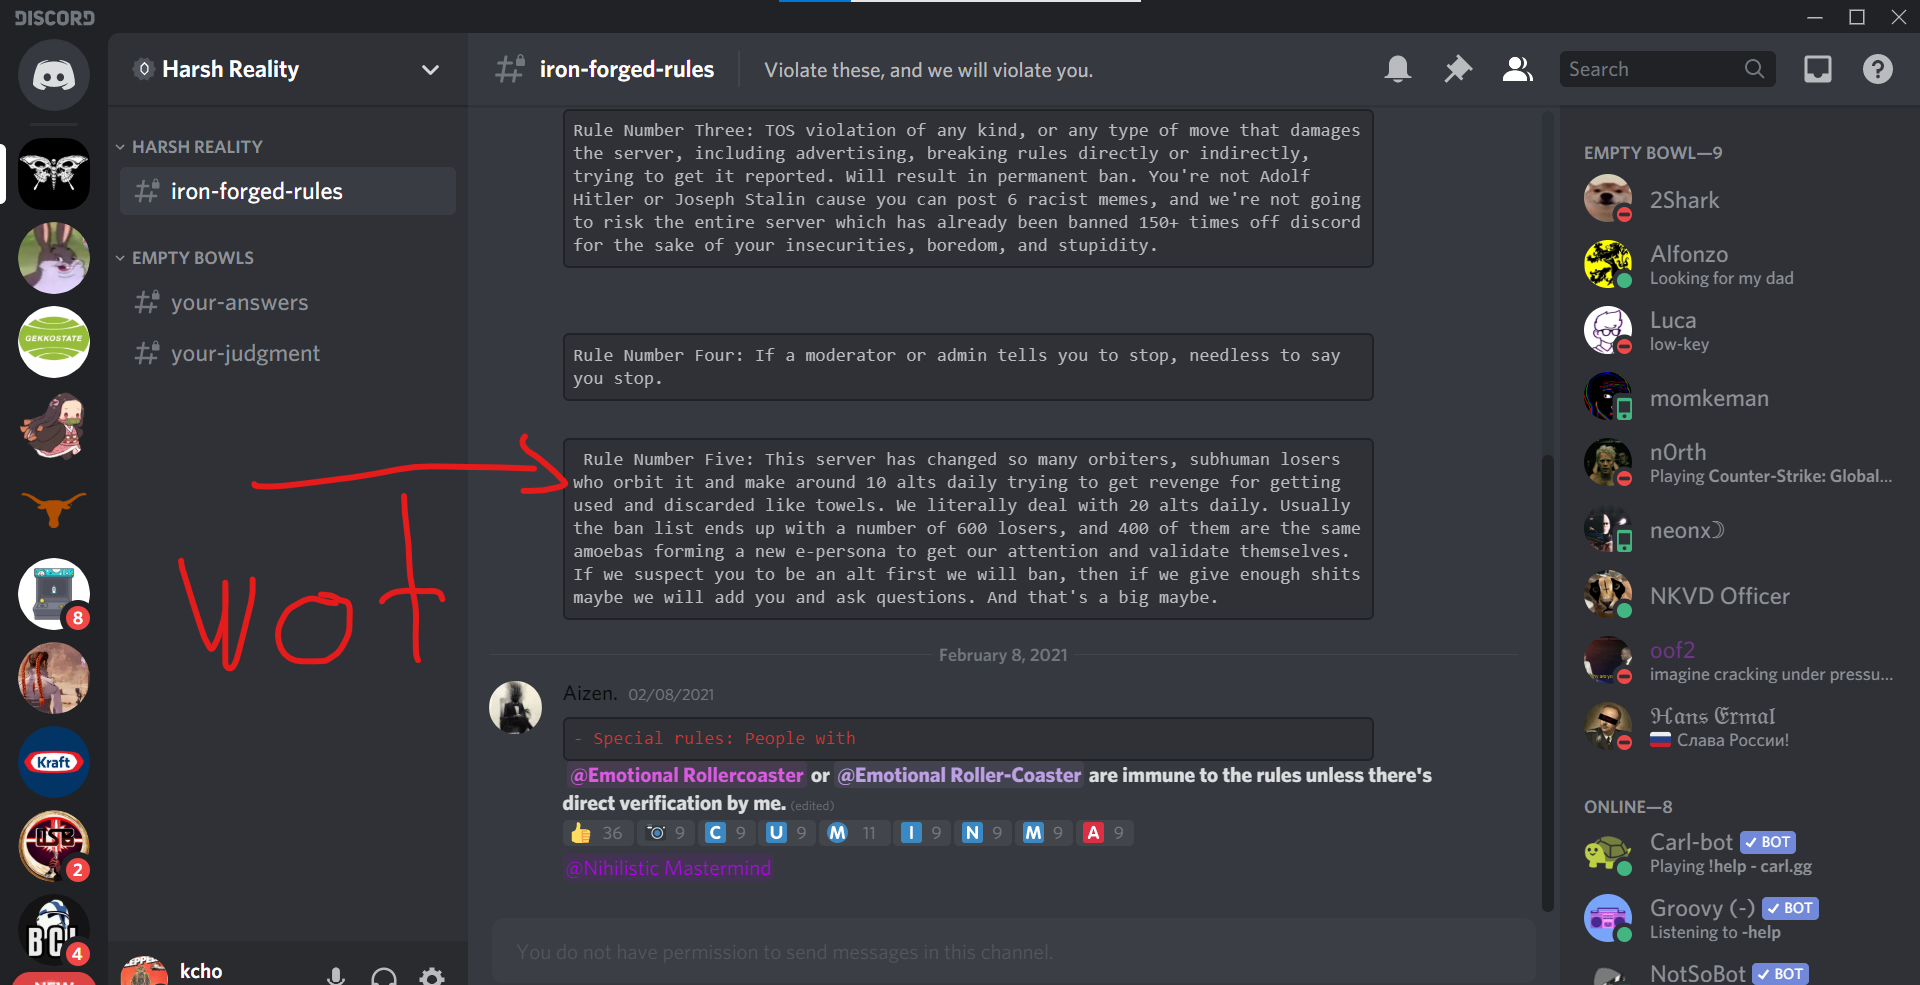 DISCORD
Harsh Reality
iron-forged-rules
Violate these, and we will violate you.
Search
HARSH REALITY
iron-forged-rules
EMPTY BOWLS
your-answers
your-judgment
GEKKOSTATE
8
Kraft
2
4
NEW
kcho
wot
Rule Number Three: TOS violation of any kind, or any type of move that damages
the server, including advertising, breaking rules directly or indirectly,
trying to get it reported. Will result in permanent ban. You're not Adolf
Hitler or Joseph Stalin cause you can post 6 racist memes, and we're not going
to risk the entire server which has already been banned 150+ times off discord
for the sake of your insecurities, boredom, and stupidity.
Rule Number Four: If a moderator or admin tells you to stop, needless to say
you stop.
Rule Number Five: This server has changed so many orbiters, subhuman losers
who orbit it and make around 10 alts daily trying to get revenge for getting
used and discarded like towels. We literally deal with 20 alts daily. Usually
the ban list ends up with a number of 600 losers, and 400 of them are the same
amoebas forming a new e-persona to get our attention and validate themselves.
If we suspect you to be an alt first we will ban, then if we give enough shits
maybe we will add you and ask questions. And that's a big maybe.
February 8, 2021
Aizen. 02/08/2021
- Special rules: People with
@Emotional Rollercoaster or @Emotional Roller-Coaster are immune to the rules unless there's
direct verification by me. (edited)
36 9 C 9 U 9 M 11 I 9 N 9 M 9 A 9
@Nihilistic Mastermind
You do not have permission to send messages in this channel.
EMPTY BOWL—9
2Shark
Alfonzo
Looking for my dad
Luca
low-key
momkeman
n0rth
Playing Counter-Strike: Global...
neonx☽
NKVD Officer
oof2
imagine cracking under pressu...
ℌ𝔞𝔫𝔰 𝔈𝔯𝔪𝔞𝔩
Слава России!
ONLINE—8
Carl-bot ✓ BOT
Playing !help - carl.gg
Groovy (-) ✓ BOT
Listening to -help
NotSoBot ✓ BOT